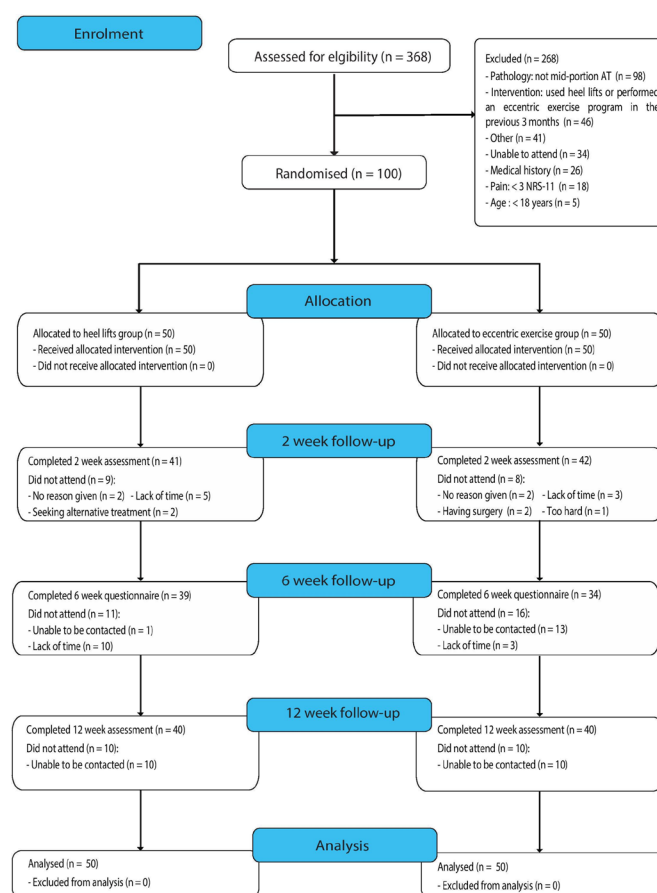 Enrolment
Assessed for elgibility (n = 368)
Excluded (n = 268)
- Pathology: not mid-portion AT (n = 98)
- Intervention: used heel lifts or performed
an eccentric exercise program in the
previous 3 months (n = 46)
- Other (n = 41)
- Unable to attend (n = 34)
- Medical history (n = 26)
- Pain: < 3 NRS-11 (n = 18)
- Age : < 18 years (n = 5)
Randomised (n = 100)
Allocation
Allocated to heel lifts group (n = 50)
- Received allocated intervention (n = 50)
- Did not receive allocated intervention (n = 0)
Allocated to eccentric exercise group (n = 50)
- Received allocated intervention (n = 50)
- Did not receive allocated intervention (n = 0)
2 week follow-up
Completed 2 week assessment (n = 41)
Did not attend (n = 9):
- No reason given (n = 2) - Lack of time (n = 5)
- Seeking alternative treatment (n = 2)
Completed 2 week assessment (n = 42)
Did not attend (n = 8):
- No reason given (n = 2) - Lack of time (n = 3)
- Having surgery (n = 2) - Too hard (n = 1)
6 week follow-up
Completed 6 week questionnaire (n = 39)
Did not attend (n = 11):
- Unable to be contacted (n = 1)
- Lack of time (n = 10)
Completed 6 week questionnaire (n = 34)
Did not attend (n = 16):
- Unable to be contacted (n = 13)
- Lack of time (n = 3)
12 week follow-up
Completed 12 week assessment (n = 40)
Did not attend (n = 10):
- Unable to be contacted (n = 10)
Completed 12 week assessment (n = 40)
Did not attend (n = 10):
- Unable to be contacted (n = 10)
Analysis
Analysed (n = 50)
- Excluded from analysis (n = 0)
Analysed (n = 50)
- Excluded from analysis (n = 0)